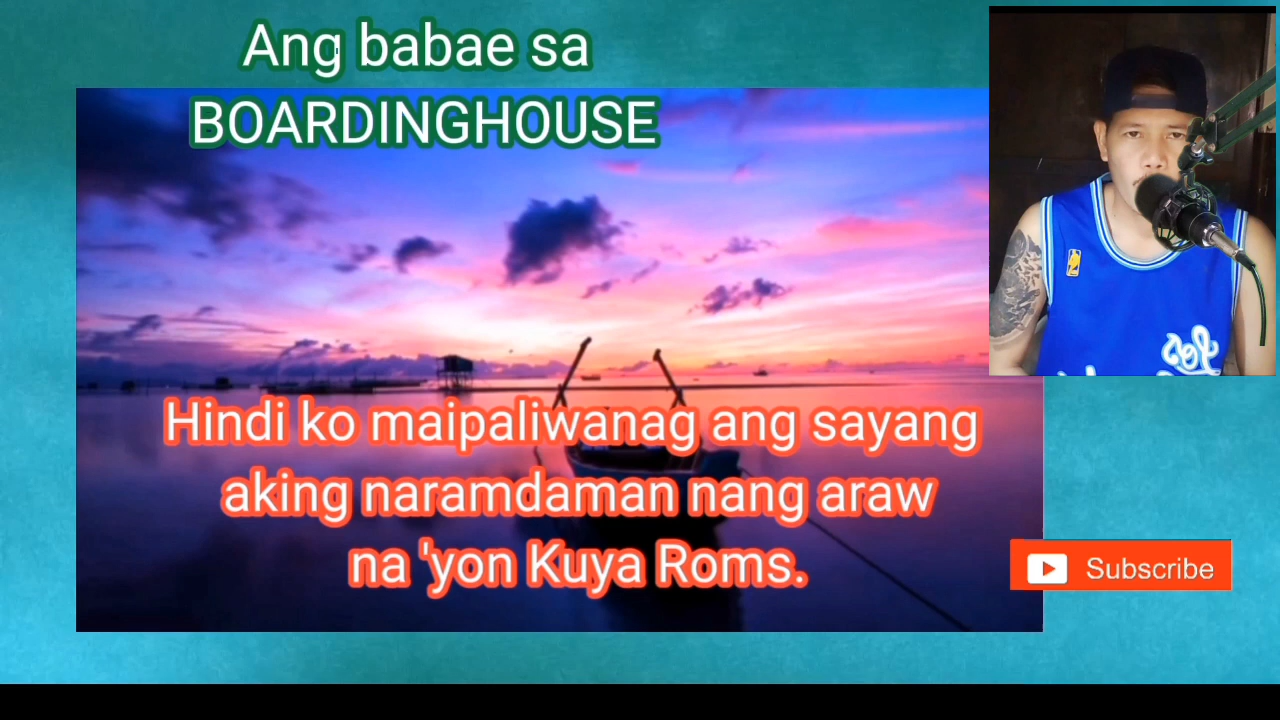 Ang babae sa
BOARDINGHOUSE
Hindi ko maipaliwanag ang sayang
aking naramdaman nang araw
na 'yon Kuya Roms.
Subscribe